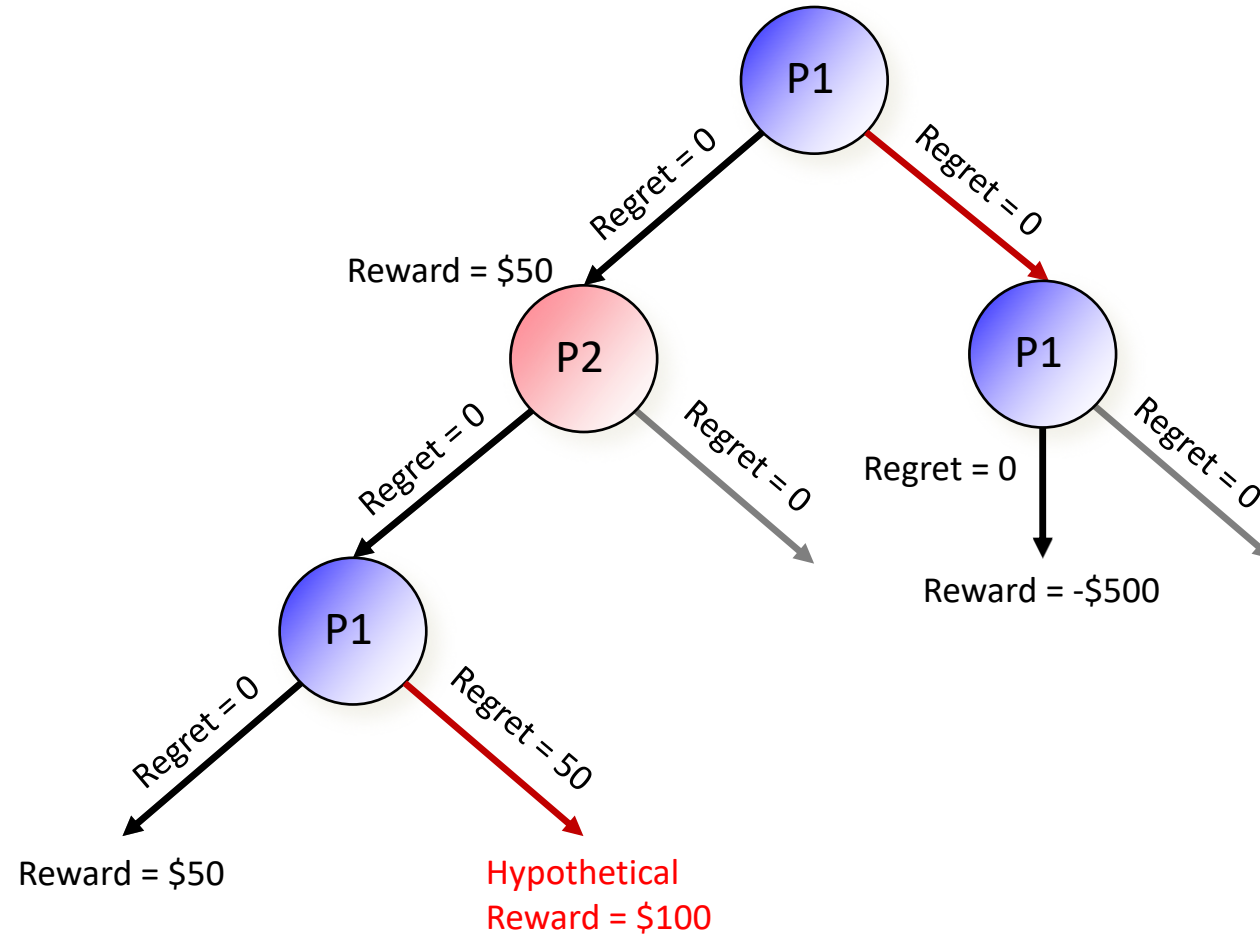 P1
Regret = 0
Regret = 0
Reward = $50
P2
P1
Regret = 0
Regret = 0
Regret = 0
Regret = 0
Reward = -$500
P1
Regret = 0
Regret = 50
Reward = $50
Hypothetical
Reward = $100